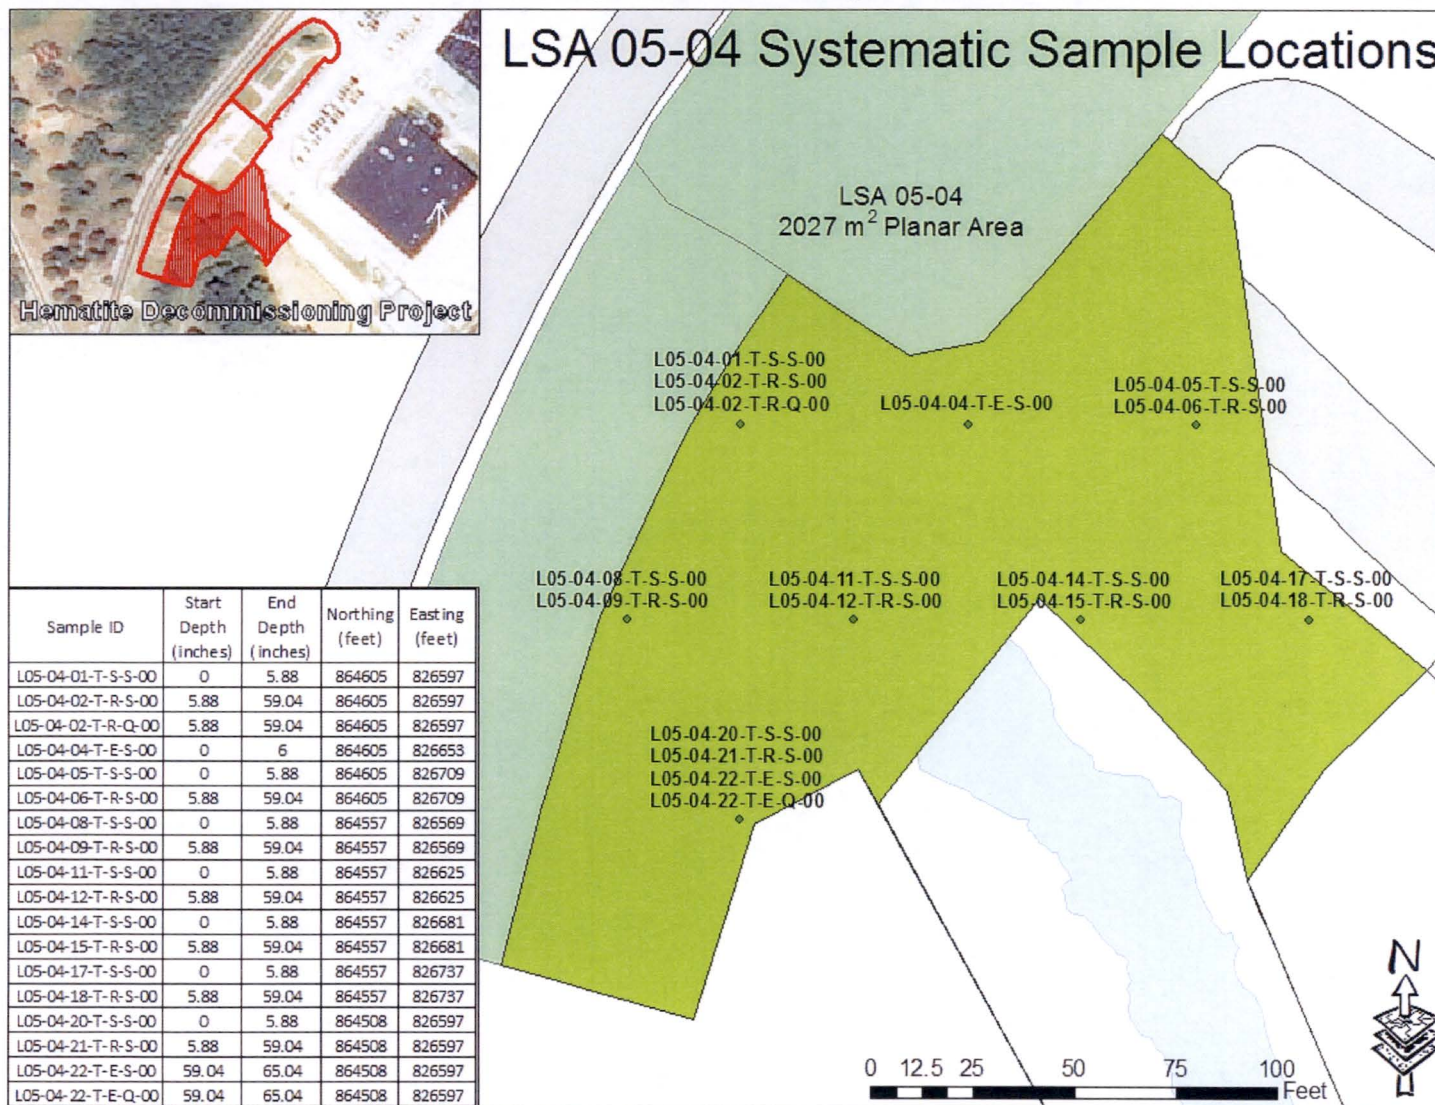 LSA 05-04 Systematic Sample Locations
Hematite Decommissioning Project
LSA 05-04
2027 m² Planar Area
L05-04-01-T-S-S-00
L05-04-02-T-R-S-00
L05-04-02-T-R-Q-00
L05-04-04-T-E-S-00
L05-04-05-T-S-S-00
L05-04-06-T-R-S-00
L05-04-08-T-S-S-00
L05-04-09-T-R-S-00
L05-04-11-T-S-S-00
L05-04-12-T-R-S-00
L05-04-14-T-S-S-00
L05-04-15-T-R-S-00
L05-04-17-T-S-S-00
L05-04-18-T-R-S-00
L05-04-20-T-S-S-00
L05-04-21-T-R-S-00
L05-04-22-T-E-S-00
L05-04-22-T-E-Q-00
Sample ID Start Depth (inches) End Depth (inches) Northing (feet) Easting (feet)
L05-04-01-T-S-S-00 0 5.88 864605 826597
L05-04-02-T-R-S-00 5.88 59.04 864605 826597
L05-04-02-T-R-Q-00 5.88 59.04 864605 826597
L05-04-04-T-E-S-00 0 6 864605 826653
L05-04-05-T-S-S-00 0 5.88 864605 826709
L05-04-06-T-R-S-00 5.88 59.04 864605 826709
L05-04-08-T-S-S-00 0 5.88 864557 826569
L05-04-09-T-R-S-00 5.88 59.04 864557 826569
L05-04-11-T-S-S-00 0 5.88 864557 826625
L05-04-12-T-R-S-00 5.88 59.04 864557 826625
L05-04-14-T-S-S-00 0 5.88 864557 826681
L05-04-15-T-R-S-00 5.88 59.04 864557 826681
L05-04-17-T-S-S-00 0 5.88 864557 826737
L05-04-18-T-R-S-00 5.88 59.04 864557 826737
L05-04-20-T-S-S-00 0 5.88 864508 826597
L05-04-21-T-R-S-00 5.88 59.04 864508 826597
L05-04-22-T-E-S-00 59.04 65.04 864508 826597
L05-04-22-T-E-Q-00 59.04 65.04 864508 826597
N
0 12.5 25 50 75 100
Feet